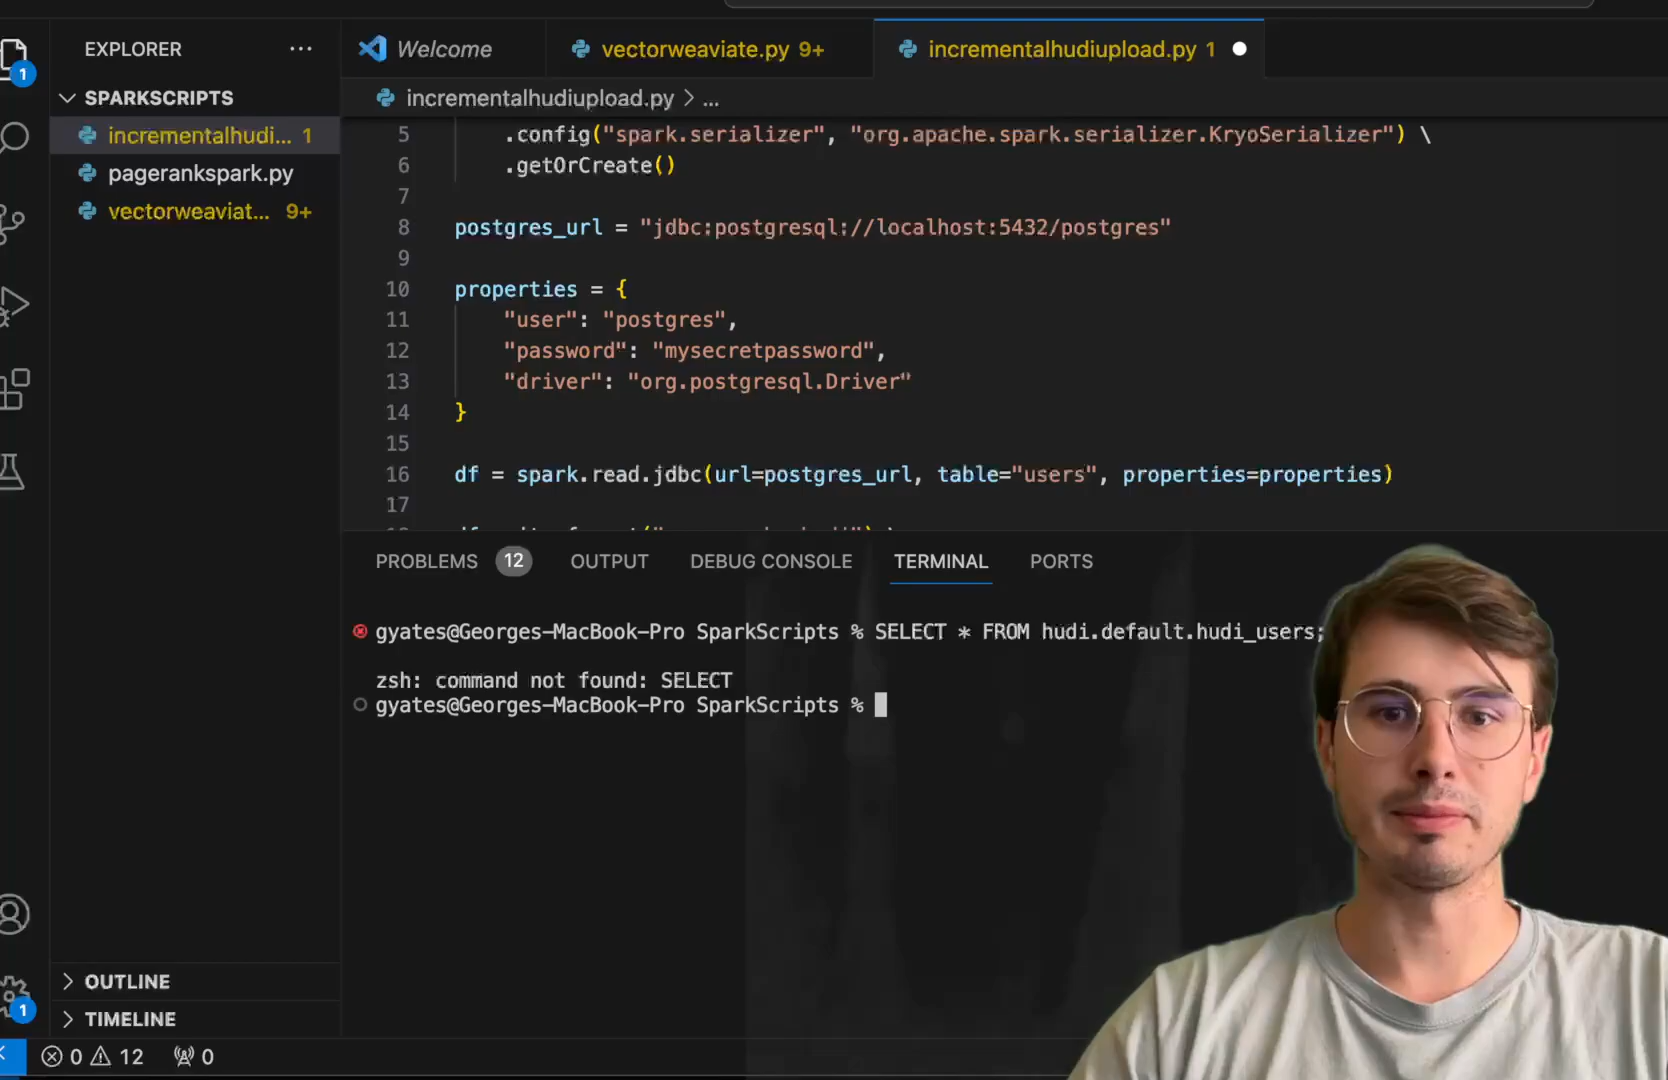 EXPLORER ...
Welcome
vectorweaviate.py 9+
incrementalhudiupload.py 1
1
SPARKSCRIPTS
incrementalhudiupload.py > ...
incrementalhudi... 1
pagerankspark.py
vectorweaviat... 9+
5 .config("spark.serializer", "org.apache.spark.serializer.KryoSerializer") \
6 .getOrCreate()
7
8 postgres_url = "jdbc:postgresql://localhost:5432/postgres"
9
10 properties = {
11 "user": "postgres",
12 "password": "mysecretpassword",
13 "driver": "org.postgresql.Driver"
14 }
15
16 df = spark.read.jdbc(url=postgres_url, table="users", properties=properties)
17
PROBLEMS 12 OUTPUT DEBUG CONSOLE TERMINAL PORTS
gyates@Georges-MacBook-Pro SparkScripts % SELECT * FROM hudi.default.hudi_users;
zsh: command not found: SELECT
gyates@Georges-MacBook-Pro SparkScripts %
OUTLINE
1
TIMELINE
0 12 0